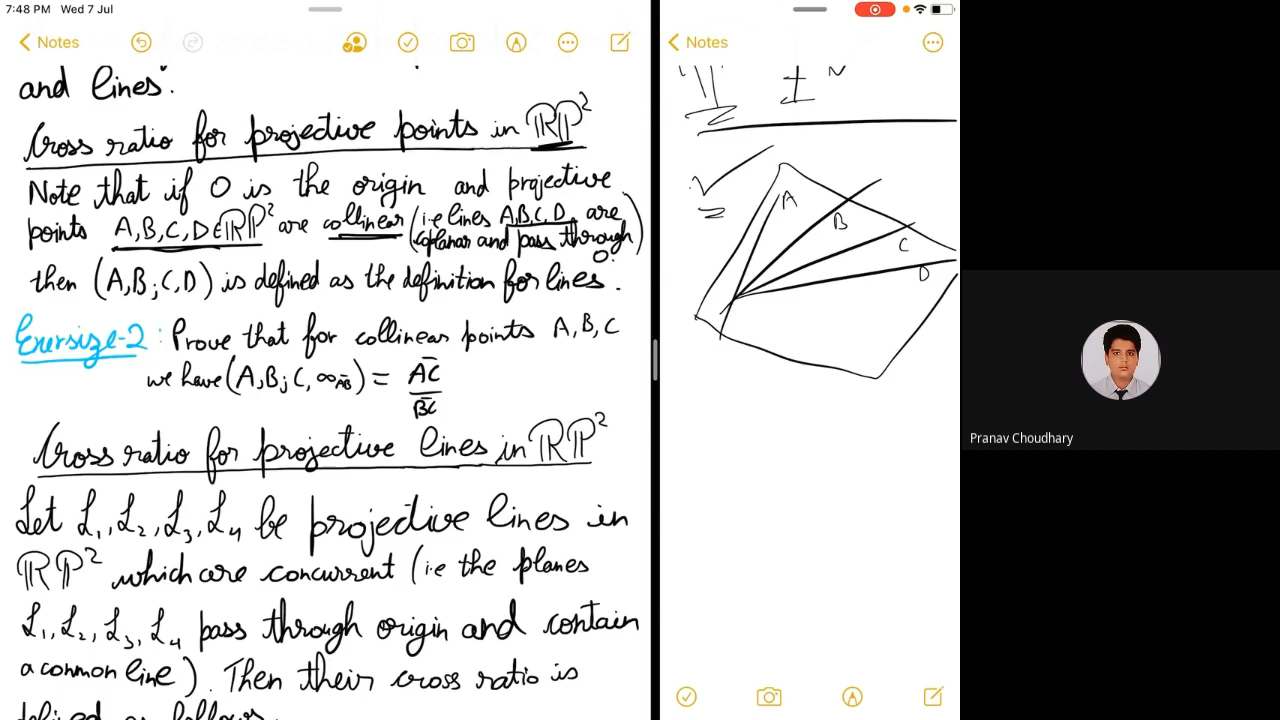 7:48 PM Wed 7 Jul
Notes
and lines.
Cross ratio for projective points in ℝℙ²
Note that if O is the origin and projective
points A,B,C,D ∈ ℝℙ² are collinear (i.e lines A,B,C,D are
coplanar and pass through
O)
then (A,B;C,D) is defined as the definition for lines.
Exersize-2: Prove that for collinear points A, B, C
we have (A,B; C, ∞_AB) = A̅C̅ / B̅C̅
Cross ratio for projective lines in ℝℙ²
Let L₁, L₂, L₃, L₄ be projective lines in
ℝℙ² which are concurrent (i.e the planes
L₁, L₂, L₃, L₄ pass through origin and contain
a common line). Then their cross ratio is
defined as follows.
Notes
A
B
C
D
Pranav Choudhary